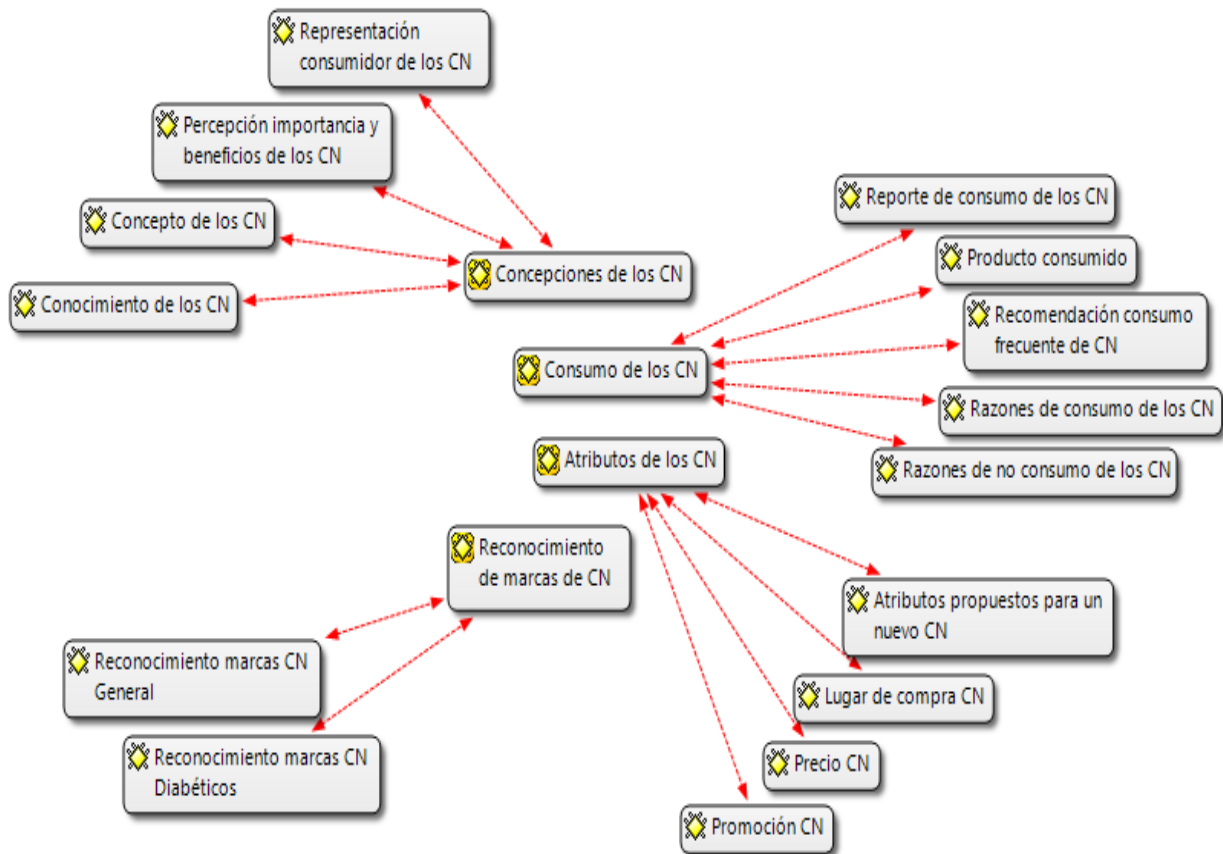 Representación
consumidor de los CN
Percepción importancia y
beneficios de los CN
Concepto de los CN
Conocimiento de los CN
Concepciones de los CN
Reporte de consumo de los CN
Producto consumido
Recomendación consumo
frecuente de CN
Consumo de los CN
Razones de consumo de los CN
Razones de no consumo de los CN
Atributos de los CN
Reconocimiento
de marcas de CN
Atributos propuestos para un
nuevo CN
Reconocimiento marcas CN
General
Lugar de compra CN
Reconocimiento marcas CN
Diabéticos
Precio CN
Promoción CN